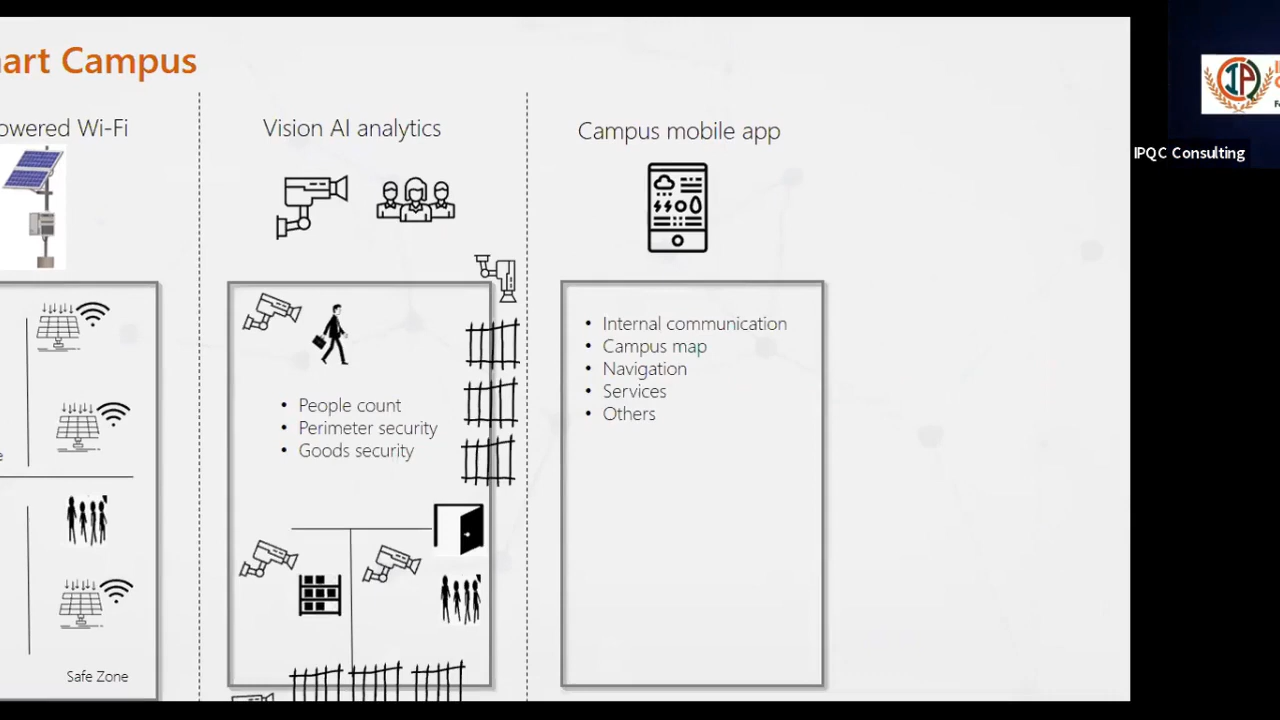 art Campus
owered Wi-Fi
Vision AI analytics
Campus mobile app
IPQC Consulting
IP
• Internal communication
• Campus map
• Navigation
• Services
• Others
• People count
• Perimeter security
• Goods security
e
Safe Zone